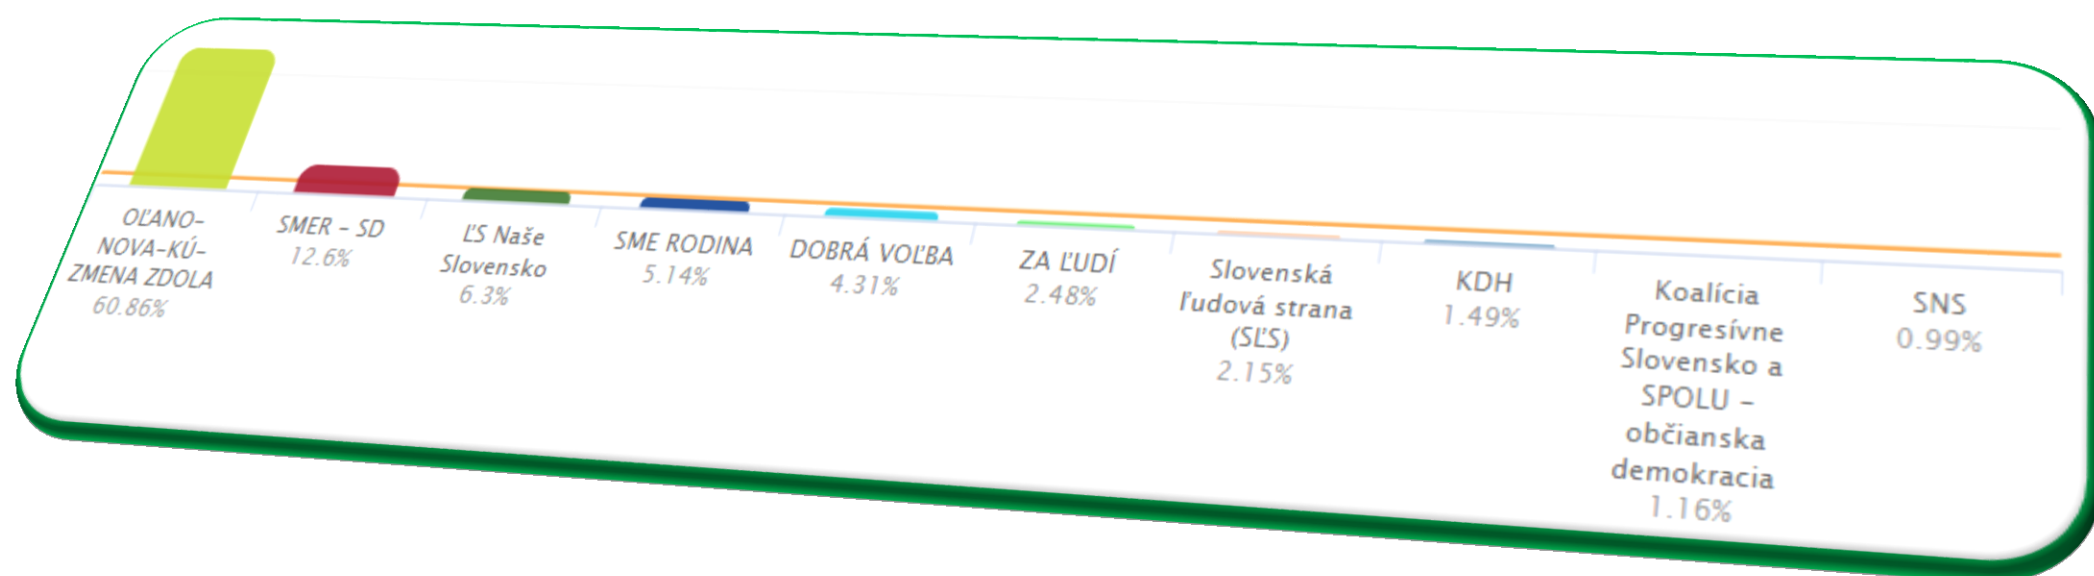 OĽANO-
NOVA-KÚ-
ZMENA ZDOLA
60.86%
SMER - SD
12.6%
ĽS Naše
Slovensko
6.3%
SME RODINA
5.14%
DOBRÁ VOĽBA
4.31%
ZA ĽUDÍ
2.48%
Slovenská
ľudová strana
(SĽS)
2.15%
KDH
1.49%
Koalícia
Progresívne
Slovensko a
SPOLU -
občianska
demokracia
1.16%
SNS
0.99%